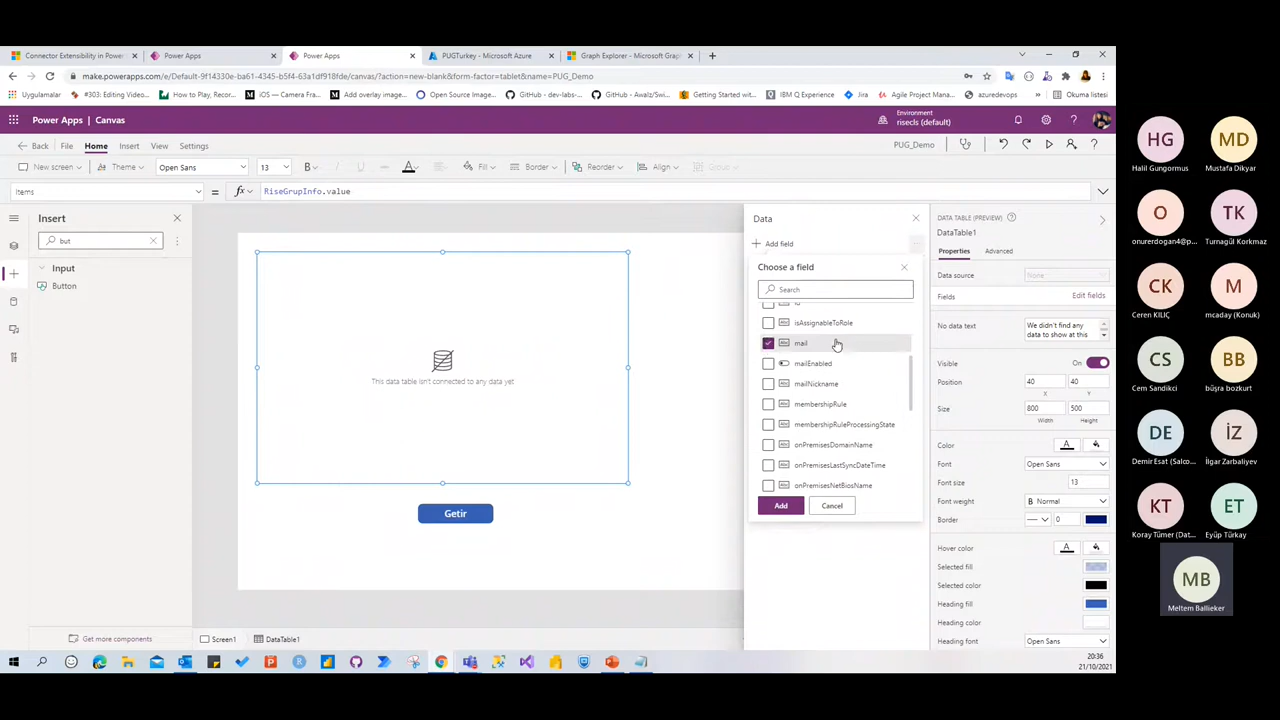 Connector Extensibility in Power
Power Apps
Power Apps
PUGTurkey - Microsoft Azure
Graph Explorer - Microsoft Grap
make.powerapps.com/e/Default-9f14330e-ba61-4345-b5f4-63a1df918fde/canvas/?action=new-blank&form-factor=tablet&name=PUG_Demo
Uygulamalar
#303: Editing Video...
How to Play, Recor...
iOS — Camera Fra...
Add overlay image...
Open Source Image...
GitHub - dev-labs-...
GitHub - Awalz/Swi...
Getting Started wit...
IBM Q Experience
Jira
Agile Project Mana...
azuredevops
Okuma listesi
Power Apps | Canvas
Environment
risecls (default)
Back
File
Home
Insert
View
Settings
PUG_Demo
New screen
Theme
Open Sans
13
B
U
A
Fill
Border
Reorder
Align
Group
Items
=
fx
RiseGrupInfo.value
Insert
but
Input
Button
Get more components
This data table isn't connected to any data yet
Getir
Screen1
DataTable1
Data
Add field
Choose a field
Search
id
isAssignableToRole
mail
mailEnabled
mailNickname
membershipRule
membershipRuleProcessingState
onPremisesDomainName
onPremisesLastSyncDateTime
onPremisesNetBiosName
Add
Cancel
DATA TABLE (PREVIEW)
DataTable1
Properties
Advanced
Data source
None
Fields
Edit fields
No data text
We didn't find any
data to show at this
Visible
On
Position
40
40
X
Y
Size
800
500
Width
Height
Color
Font
Open Sans
Font size
13
Font weight
B Normal
Border
0
Hover color
Selected fill
Selected color
Heading fill
Heading color
Heading font
Open Sans
20:36
21/10/2021
HG
Halil Gungormus
MD
Mustafa Dikyar
O
onurerdogan4@p...
TK
Turnagül Korkmaz
CK
Ceren KILIÇ
M
mcaday (Konuk)
CS
Cem Sandikci
BB
büşra bozkurt
DE
Demir Esat (Salco...
İZ
İlgar Zarbaliyev
KT
Koray Tümer (Dat...
ET
Eyüp Türkay
MB
Meltem Ballieker